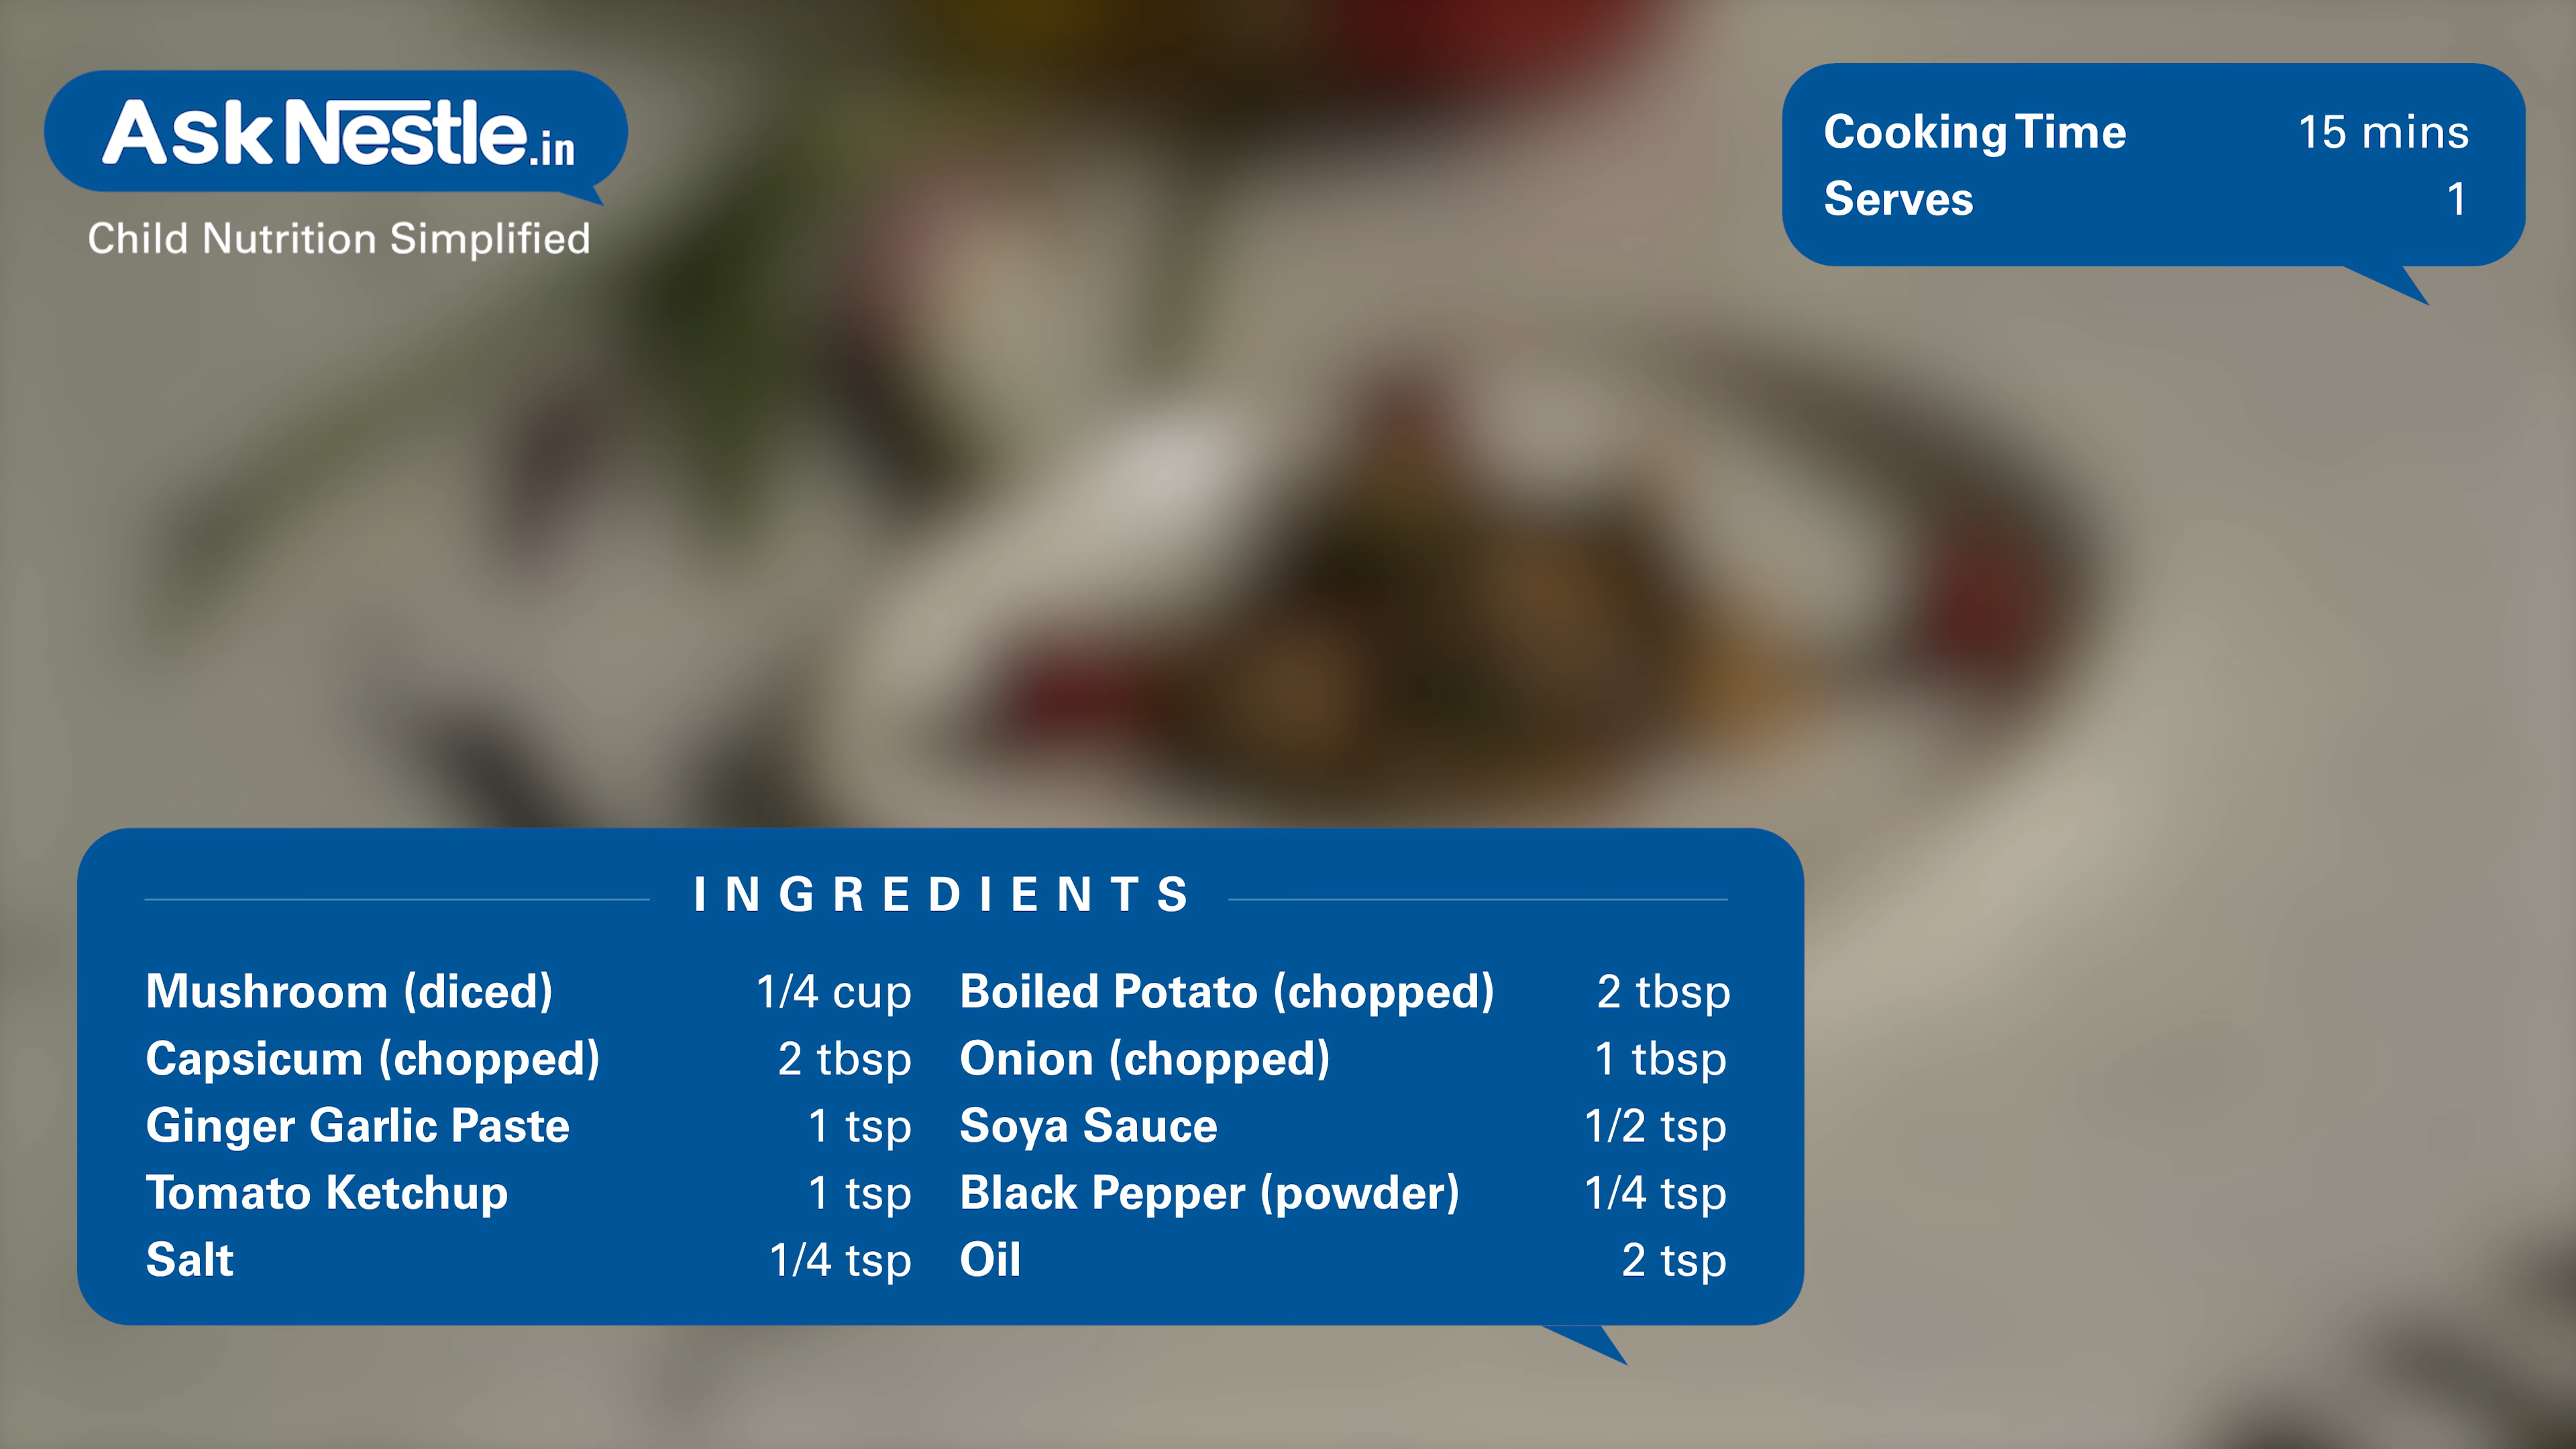 AskNestle.in
Child Nutrition Simplified
Cooking Time 15 mins
Serves 1
INGREDIENTS
Mushroom (diced) 1/4 cup Boiled Potato (chopped) 2 tbsp
Capsicum (chopped) 2 tbsp Onion (chopped) 1 tbsp
Ginger Garlic Paste 1 tsp Soya Sauce 1/2 tsp
Tomato Ketchup 1 tsp Black Pepper (powder) 1/4 tsp
Salt 1/4 tsp Oil 2 tsp